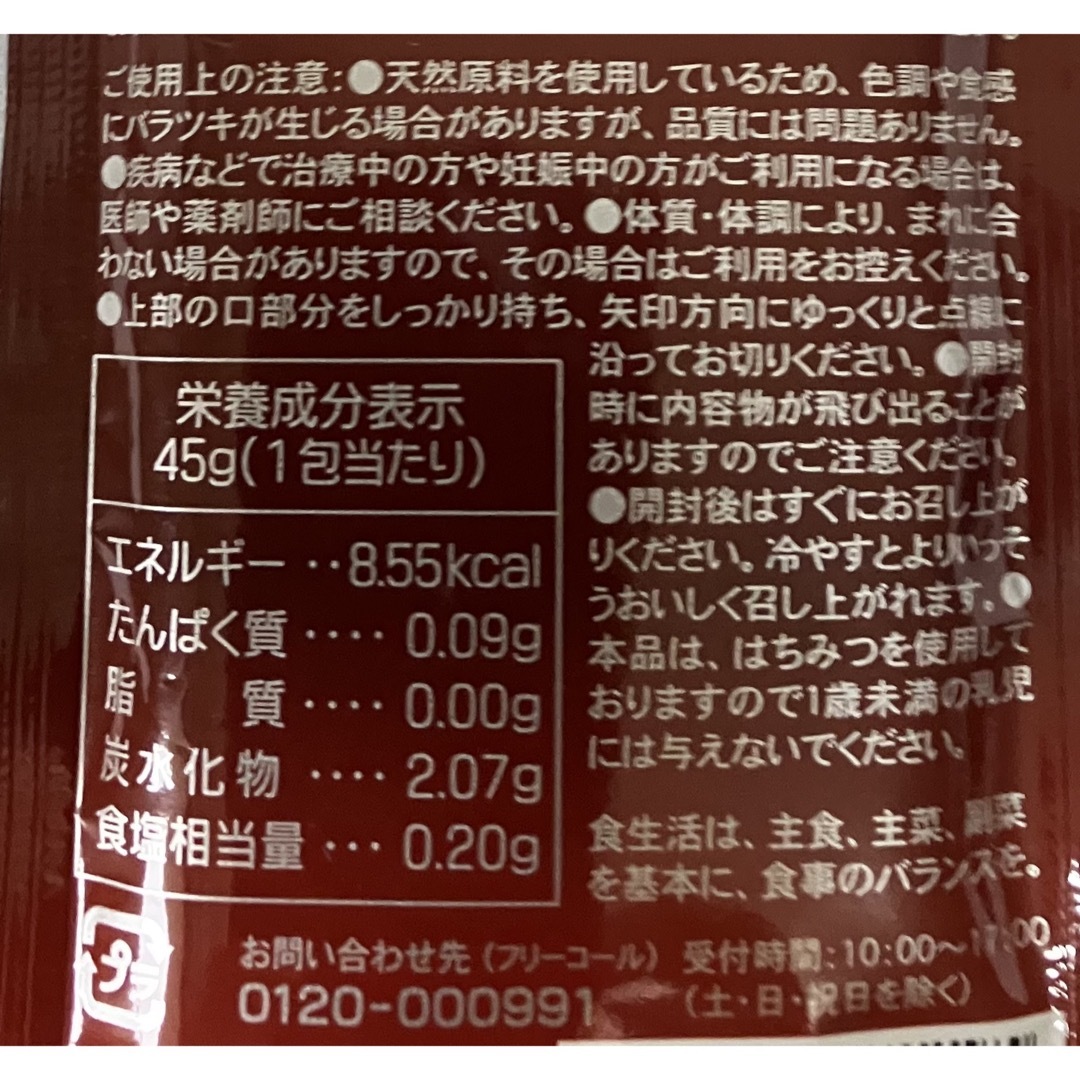 ご使用上の注意:●天然原料を使用しているため、色調や食感
にバラツキが生じる場合がありますが、品質には問題ありません。
●疾病などで治療中の方や妊娠中の方がご利用になる場合は、
医師や薬剤師にご相談ください。●体質・体調により、まれに合
わない場合がありますので、その場合はご利用をお控えください。
●上部の口部分をしっかり持ち、矢印方向にゆっくりと点線に
沿ってお切りください。●開封
時に内容物が飛び出ることが
ありますのでご注意ください。
●開封後はすぐにお召し上が
りください。冷やすとよりいっそ
うおいしく召し上がれます。●
本品は、はちみつを使用して
おりますので1歳未満の乳児
には与えないでください。
栄養成分表示
45g(1包当たり)
エネルギー‥8.55kcal
たんぱく質‥‥0.09g
脂 質‥‥0.00g
炭水化物‥‥2.07g
食塩相当量…0.20g
食生活は、主食、主菜、副菜
を基本に、食事のバランスを。
プラ
お問い合わせ先(フリーコール) 受付時間:10:00〜17:00
0120-000991 (土・日・祝日を除く)